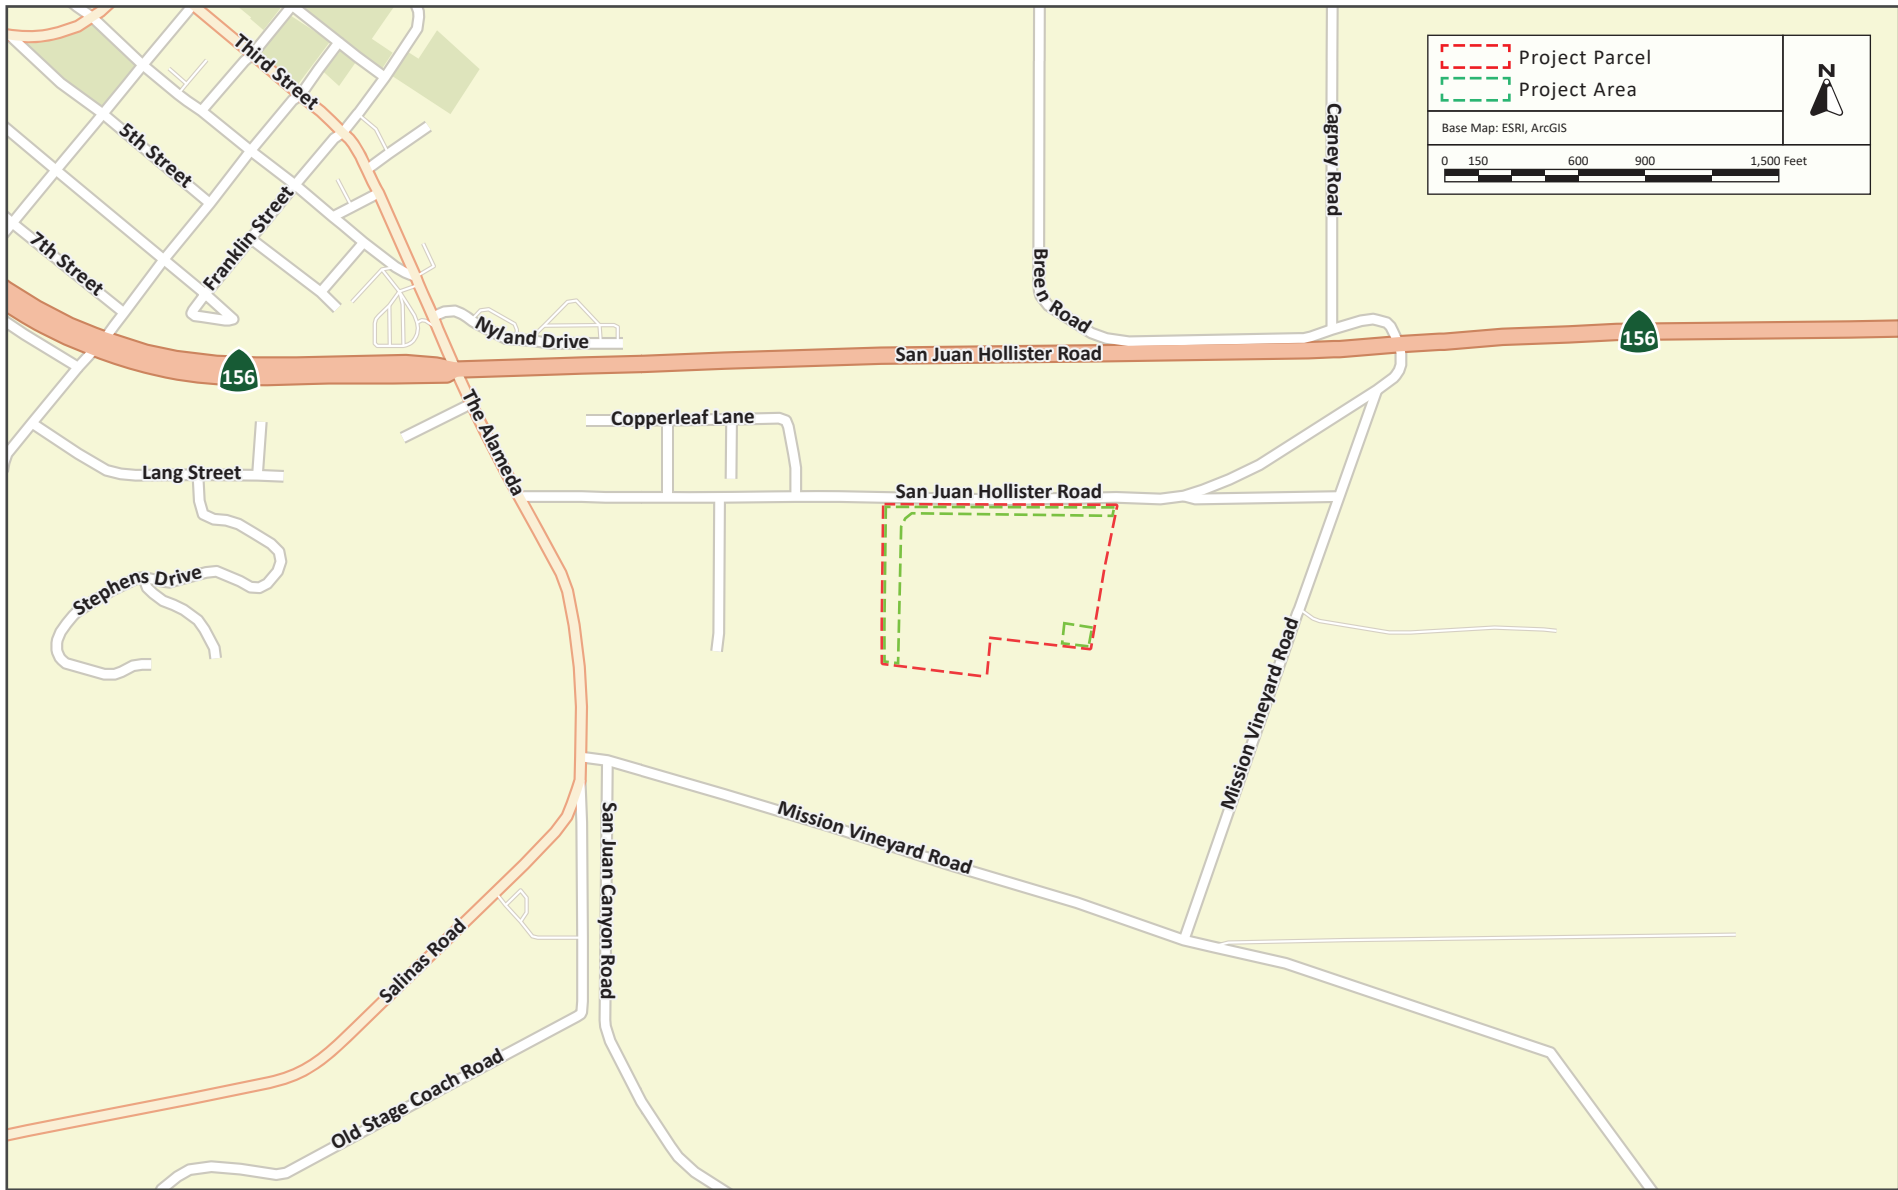 Third Street
5th Street
7th Street
Franklin Street
Nyland Drive
156
The Alameda
Copperleaf Lane
Lang Street
Stephens Drive
San Juan Hollister Road
San Juan Hollister Road
Breen Road
Cagney Road
156
Mission Vineyard Road
Mission Vineyard Road
San Juan Canyon Road
Salinas Road
Old Stage Coach Road
Project Parcel
Project Area
N
Base Map: ESRI, ArcGIS
0 150 600 900 1,500 Feet